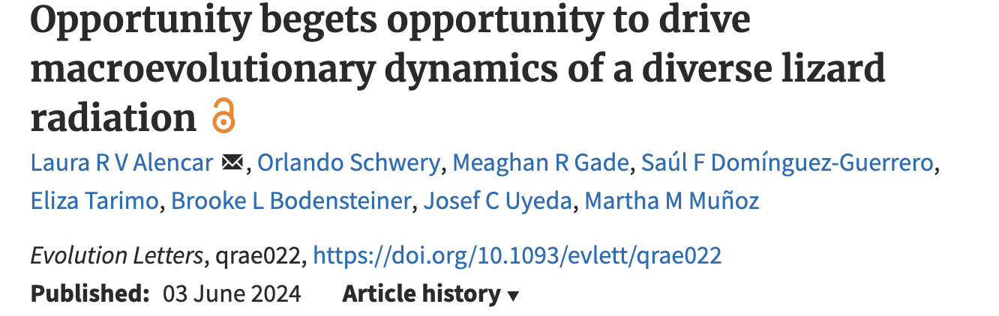 Opportunity begets opportunity to drive
macroevolutionary dynamics of a diverse lizard
radiation
Laura R V Alencar, Orlando Schwery, Meaghan R Gade, Saúl F Domínguez-Guerrero,
Eliza Tarimo, Brooke L Bodensteiner, Josef C Uyeda, Martha M Muñoz
Evolution Letters, qrae022, https://doi.org/10.1093/evlett/qrae022
Published: 03 June 2024 Article history ▼